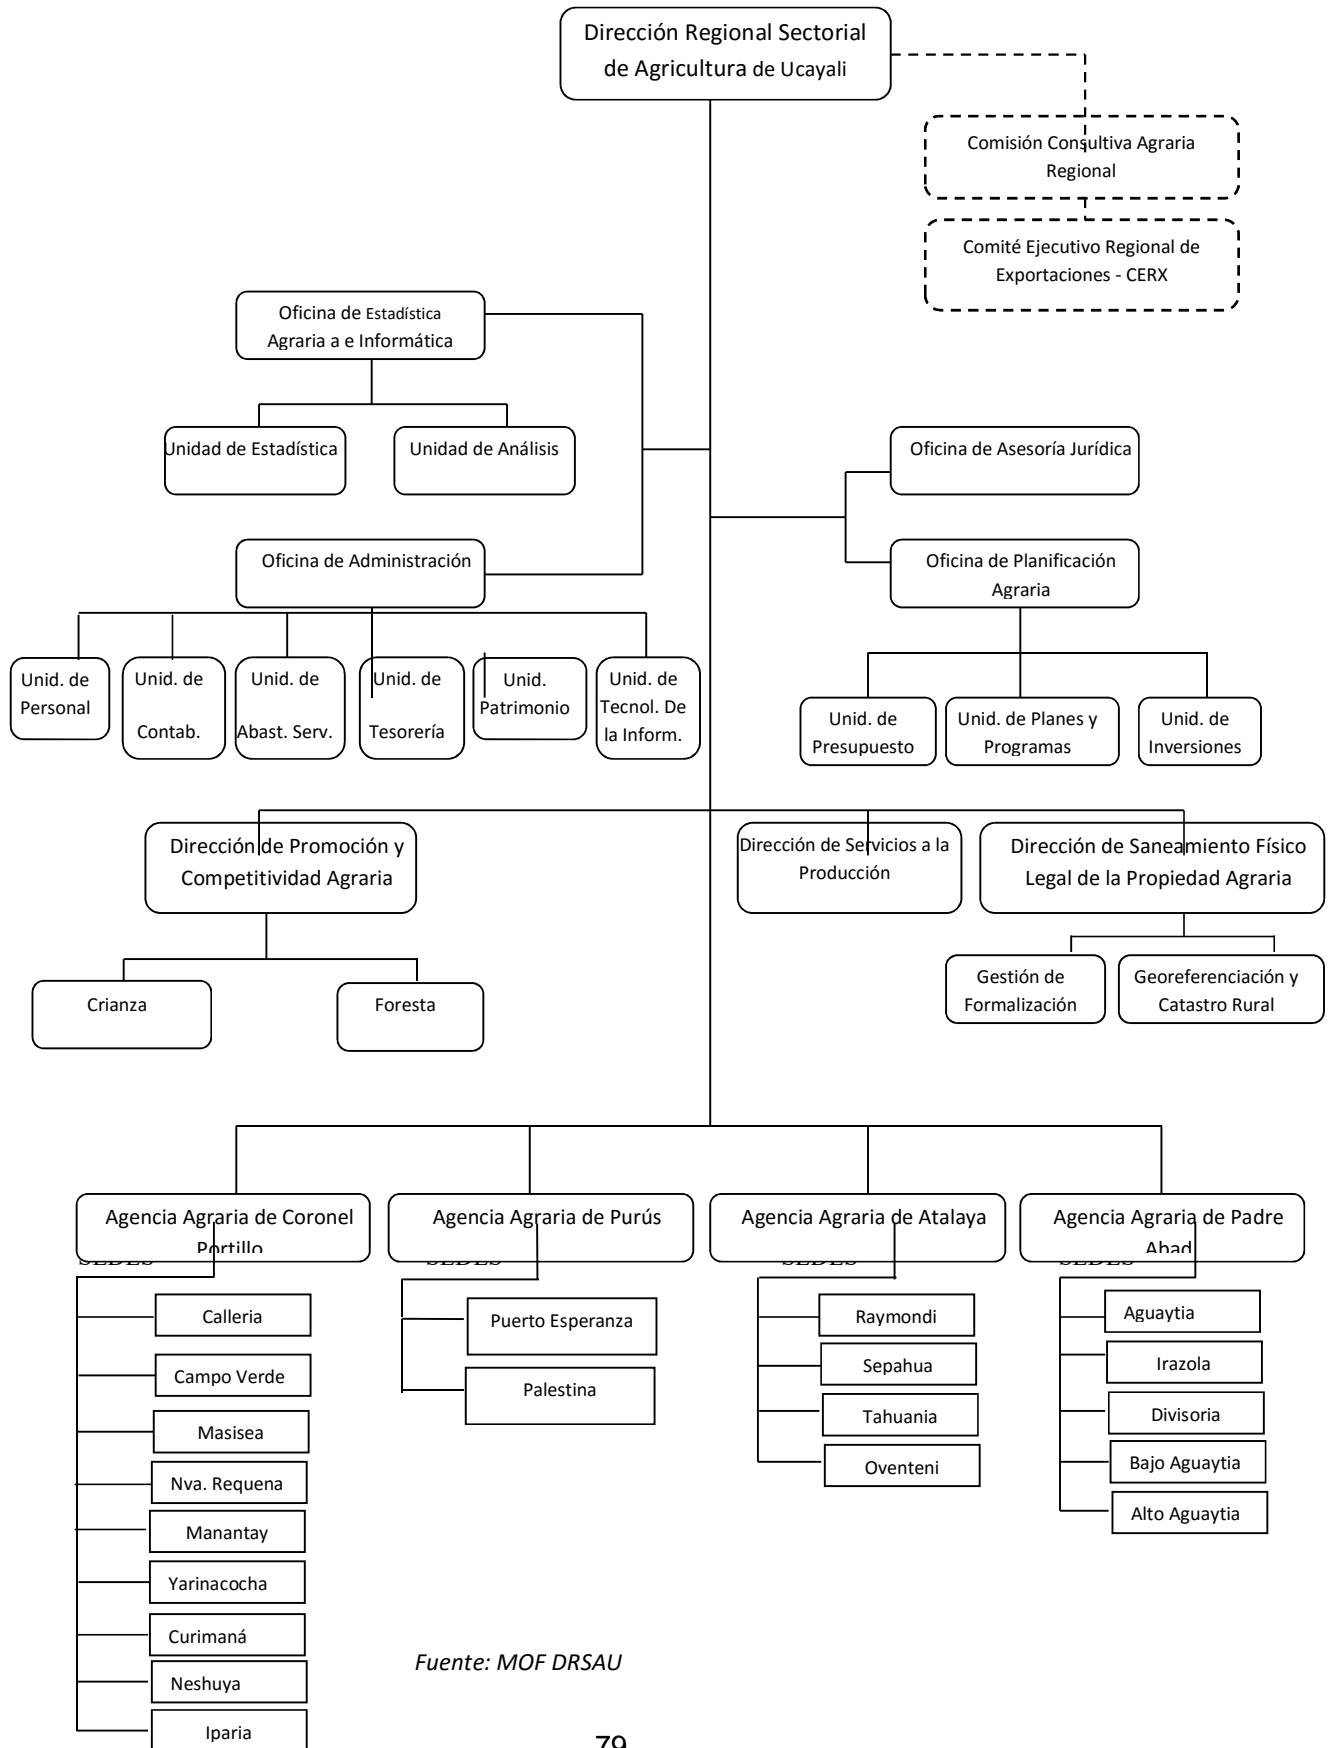 Dirección Regional Sectorial
de Agricultura de Ucayali
Comisión Consultiva Agraria
Regional
Comité Ejecutivo Regional de
Exportaciones - CERX
Oficina de Estadística
Agraria a e Informática
Unidad de Estadística
Unidad de Análisis
Oficina de Asesoría Jurídica
Oficina de Administración
Oficina de Planificación
Agraria
Unid. de
Personal
Unid. de
Contab.
Unid. de
Abast. Serv.
Unid. de
Tesorería
Unid.
Patrimonio
Unid. de
Tecnol. De
la Inform.
Unid. de
Presupuesto
Unid. de Planes y
Programas
Unid. de
Inversiones
Dirección de Promoción y
Competitividad Agraria
Dirección de Servicios a la
Producción
Dirección de Saneamiento Físico
Legal de la Propiedad Agraria
Crianza
Foresta
Gestión de
Formalización
Georeferenciación y
Catastro Rural
Agencia Agraria de Coronel
Portillo
SEDES
Agencia Agraria de Purús
SEDES
Agencia Agraria de Atalaya
SEDES
Agencia Agraria de Padre
Abad
SEDES
Calleria
Campo Verde
Masisea
Nva. Requena
Manantay
Yarinacocha
Curimaná
Neshuya
Iparia
Puerto Esperanza
Palestina
Raymondi
Sepahua
Tahuania
Oventeni
Aguaytia
Irazola
Divisoria
Bajo Aguaytia
Alto Aguaytia
Fuente: MOF DRSAU
79